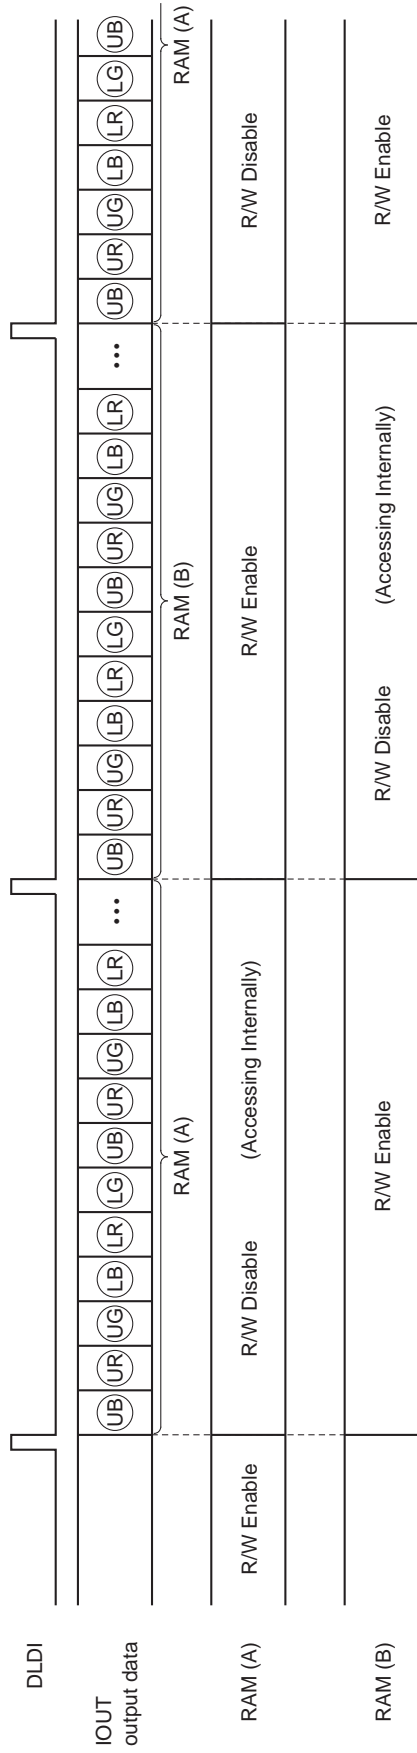 DLDI
IOUT
output data
UB UR UG LB LR LG UB UR UG LB LR ... UB UR UG LB LR LG UB UR UG LB LR ... UB UR UG LB LR LG UB
RAM (A) RAM (B) RAM (A)
RAM (A) R/W Enable R/W Disable (Accessing Internally) R/W Enable R/W Disable
RAM (B) R/W Enable R/W Disable (Accessing Internally) R/W Enable